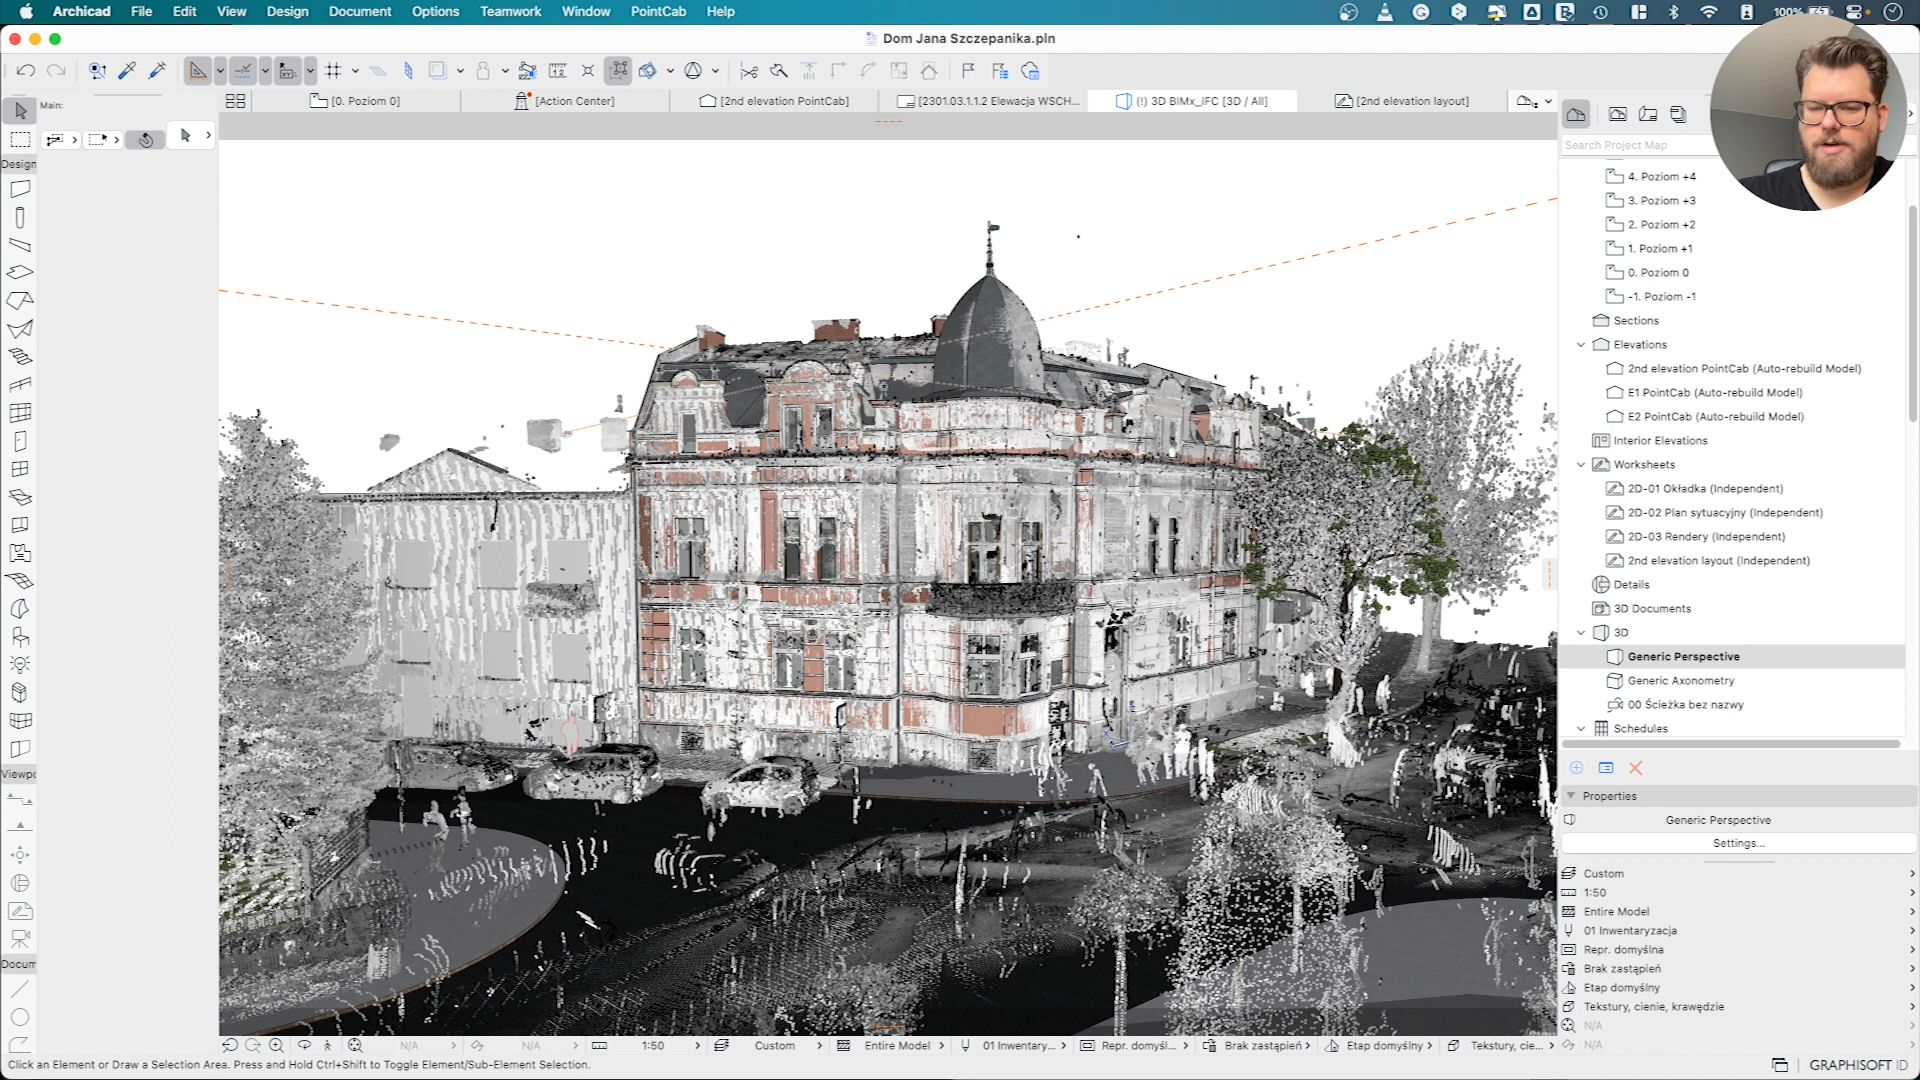 Archicad File Edit View Design Document Options Teamwork Window PointCab Help 100%
Dom Jana Szczepanika.pln
Main:
[0. Poziom 0] [Action Center] [2nd elevation PointCab] [2301.03.1.1.2 Elewacja WSCH... (!) 3D BIMx_IFC [3D / All] [2nd elevation layout]
Search Project Map
Design
4. Poziom +4
3. Poziom +3
2. Poziom +2
1. Poziom +1
0. Poziom 0
-1. Poziom -1
Sections
Elevations
2nd elevation PointCab (Auto-rebuild Model)
E1 PointCab (Auto-rebuild Model)
E2 PointCab (Auto-rebuild Model)
Interior Elevations
Worksheets
2D-01 Okładka (Independent)
2D-02 Plan sytuacyjny (Independent)
2D-03 Rendery (Independent)
2nd elevation layout (Independent)
Details
3D Documents
3D
Generic Perspective
Generic Axonometry
00 Ścieżka bez nazwy
Schedules
Viewpo
Properties
Generic Perspective
Settings...
Custom
1:50
Entire Model
01 Inwentaryzacja
Repr. domyślna
Brak zastąpień
Etap domyślny
Tekstury, cienie, krawędzie
N/A
N/A
Docum
N/A N/A 1:50 Custom Entire Model 01 Inwentary... Repr. domyśl... Brak zastąpień Etap domyślny Tekstury, cie...
Click an Element or Draw a Selection Area. Press and Hold Ctrl+Shift to Toggle Element/Sub-Element Selection.
GRAPHISOFT ID